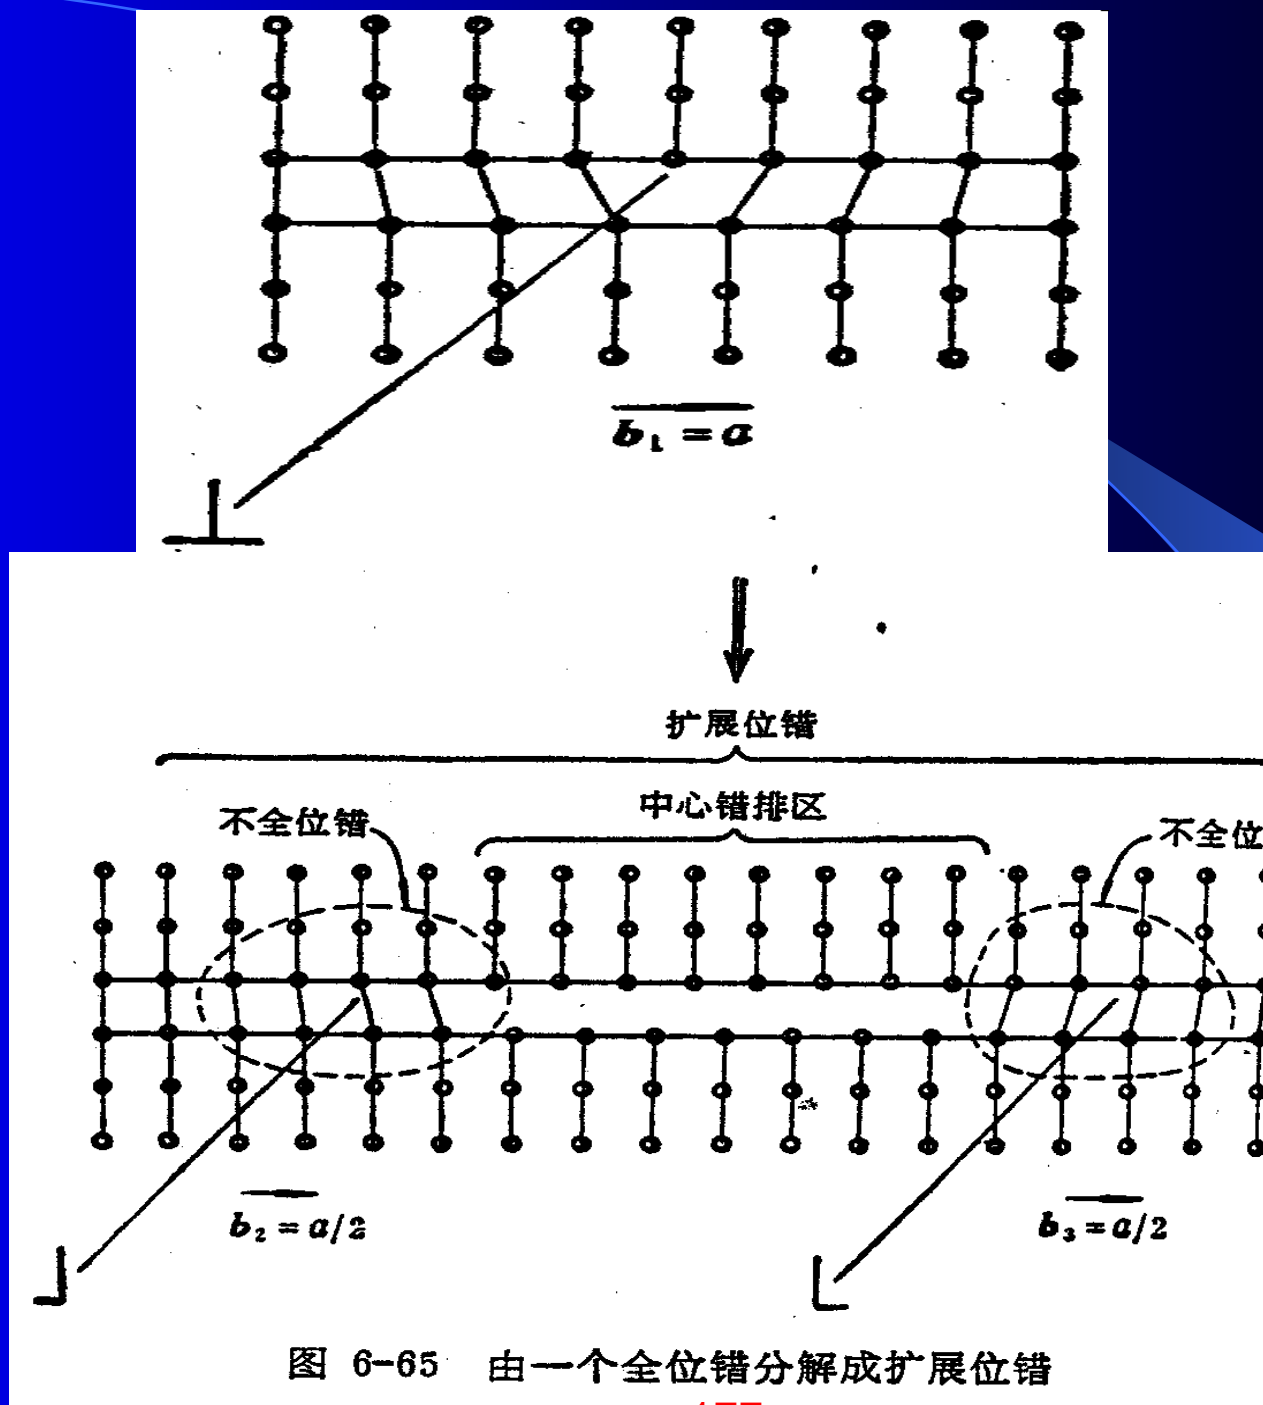 b₁ = a
扩展位错
中心错排区
不全位错
不全位
b₂ = a/2
b₃ = a/2
图 6-65 由一个全位错分解成扩展位错